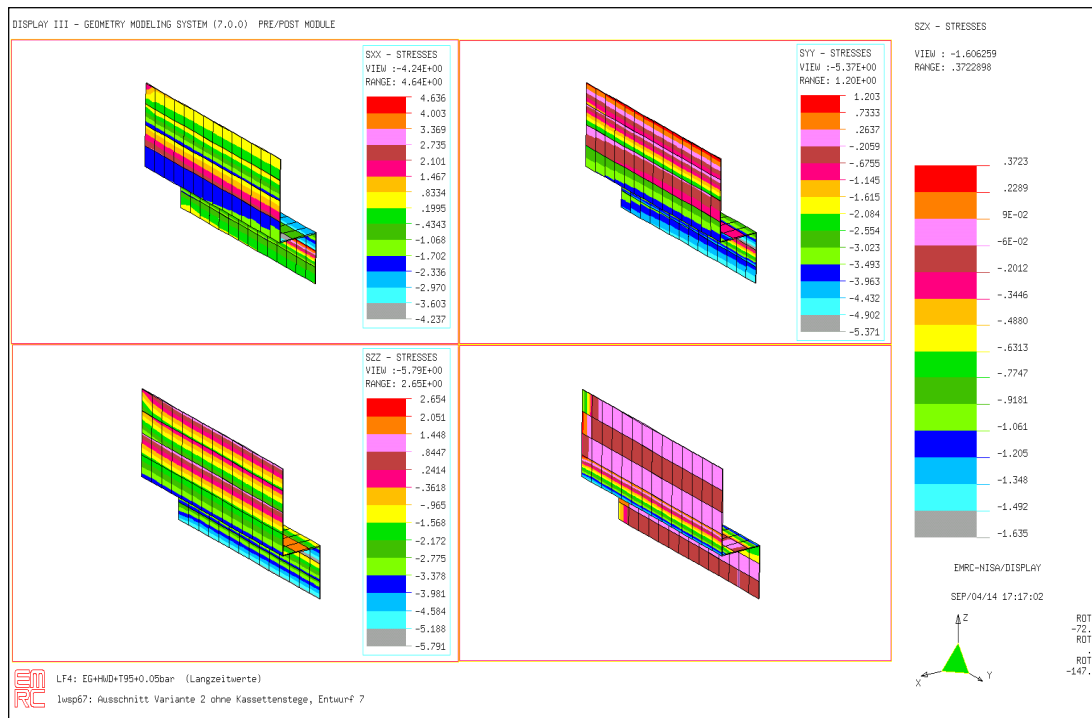 DISPLAY III - GEOMETRY MODELING SYSTEM (7.0.0) PRE/POST MODULE
SXX - STRESSES
VIEW :-4.24E+00
RANGE: 4.64E+00
4.636
4.003
3.369
2.735
2.101
1.467
.8334
.1995
-.4343
-1.068
-1.702
-2.336
-2.970
-3.603
-4.237
SYY - STRESSES
VIEW :-5.37E+00
RANGE: 1.20E+00
1.203
.7333
.2637
-.2059
-.6755
-1.145
-1.615
-2.084
-2.554
-3.023
-3.493
-3.963
-4.432
-4.902
-5.371
SZZ - STRESSES
VIEW :-5.79E+00
RANGE: 2.65E+00
2.654
2.051
1.448
.8447
.2414
-.3618
-.965
-1.568
-2.172
-2.775
-3.378
-3.981
-4.584
-5.188
-5.791
SZX - STRESSES
VIEW : -1.606259
RANGE: .3722898
.3723
.2289
9E-02
-6E-02
-.2012
-.3446
-.4880
-.6313
-.7747
-.9181
-1.061
-1.205
-1.348
-1.492
-1.635
EMRC-NISA/DISPLAY
SEP/04/14 17:17:02
Z
X
Y
ROT
-72.
ROT
.
ROT
-147.
EM
RC
LF4: EG+HWD+T95+0.05bar (Langzeitwerte)
lwsp67: Ausschnitt Variante 2 ohne Kassettenstege, Entwurf 7